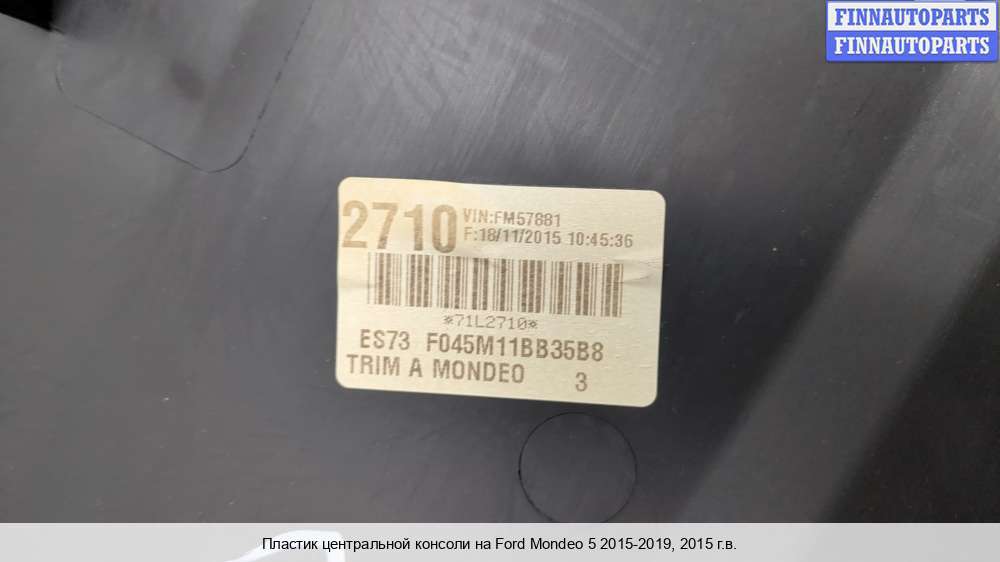 FINNAUTOPARTS
FINNAUTOPARTS
2710 VIN:FM57881
F:18/11/2015 10:45:36
*71L2710*
ES73 F045M11BB35B8
TRIM A MONDEO 3
Пластик центральной консоли на Ford Mondeo 5 2015-2019, 2015 г.в.